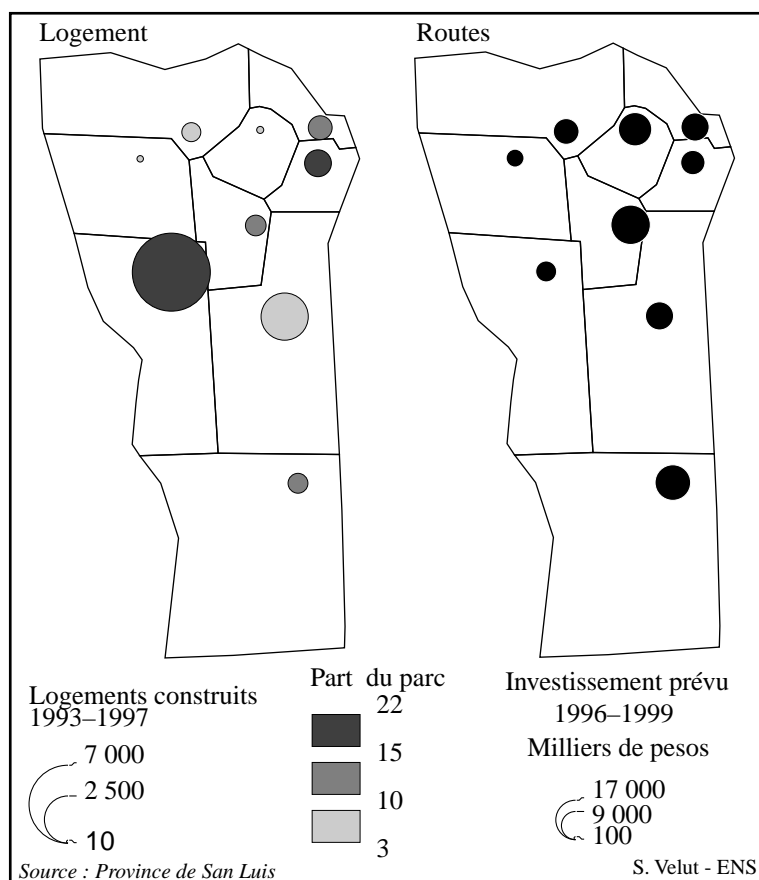 Logement
Routes
Logements construits
1993–1997
7 000
2 500
10
Part du parc
22
15
10
3
Investissement prévu
1996–1999
Milliers de pesos
17 000
9 000
100
Source : Province de San Luis
S. Velut - ENS